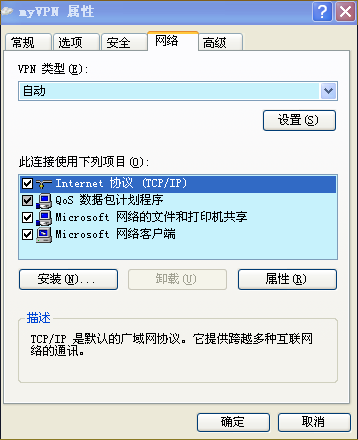 myVPN 属性
常规 选项 安全 网络 高级
VPN 类型(E):
自动
设置(S)
此连接使用下列项目(O):
Internet 协议 (TCP/IP)
QoS 数据包计划程序
Microsoft 网络的文件和打印机共享
Microsoft 网络客户端
安装(N)... 卸载(U) 属性(R)
描述
TCP/IP 是默认的广域网协议。它提供跨越多种互联网
络的通讯。
确定 取消